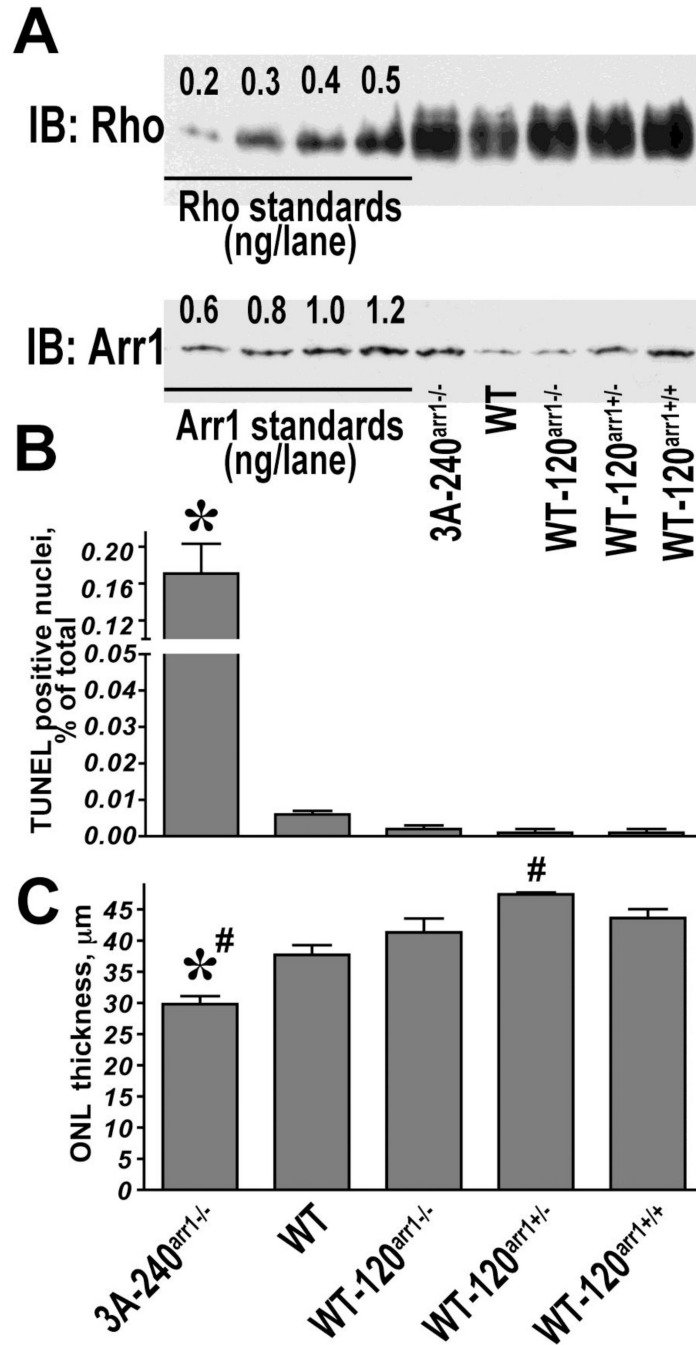 A
0.2 0.3 0.4 0.5
IB: Rho
Rho standards
(ng/lane)
0.6 0.8 1.0 1.2
IB: Arr1
Arr1 standards
(ng/lane)
3A-240arr1-/-
WT
WT-120arr1-/-
WT-120arr1+/-
WT-120arr1+/+
B
TUNEL positive nuclei,
% of total
0.20
0.16
0.12
0.05
0.04
0.03
0.02
0.01
0.00
*
C
ONL thickness, μm
45
40
35
30
25
20
15
10
5
0
*#
#
3A-240arr1-/-
WT
WT-120arr1-/-
WT-120arr1+/-
WT-120arr1+/+